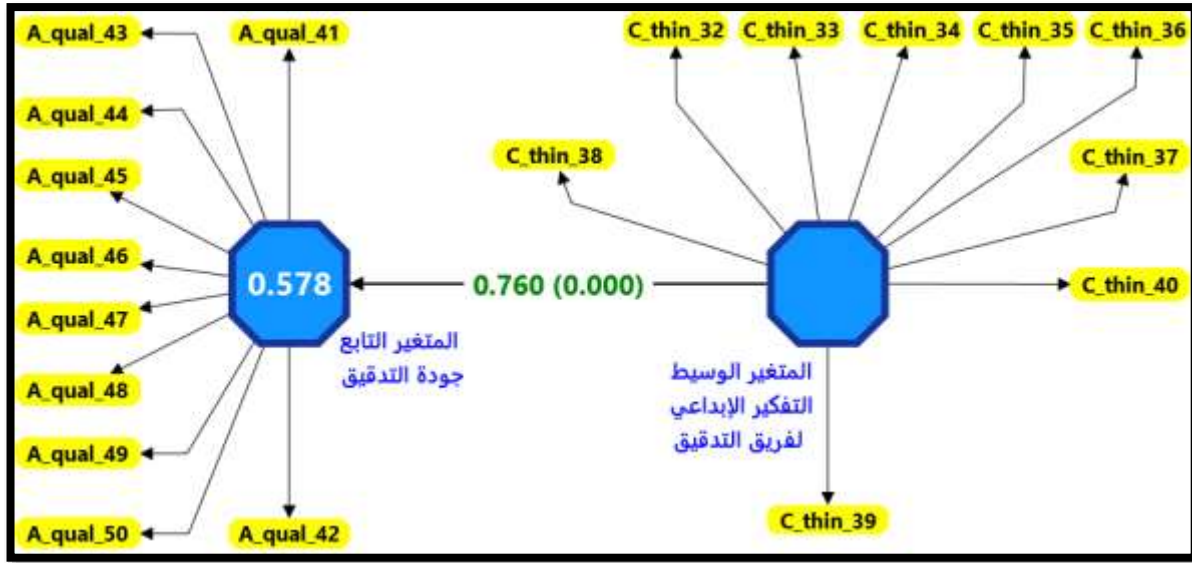 A_qual_43
A_qual_41
C_thin_32
C_thin_33
C_thin_34
C_thin_35
C_thin_36
A_qual_44
C_thin_38
C_thin_37
A_qual_45
A_qual_46
0.578
0.760 (0.000)
C_thin_40
A_qual_47
المتغير التابع
جودة التدقيق
المتغير الوسيط
التفكير الإبداعي
لفريق التدقيق
A_qual_48
A_qual_49
A_qual_50
A_qual_42
C_thin_39